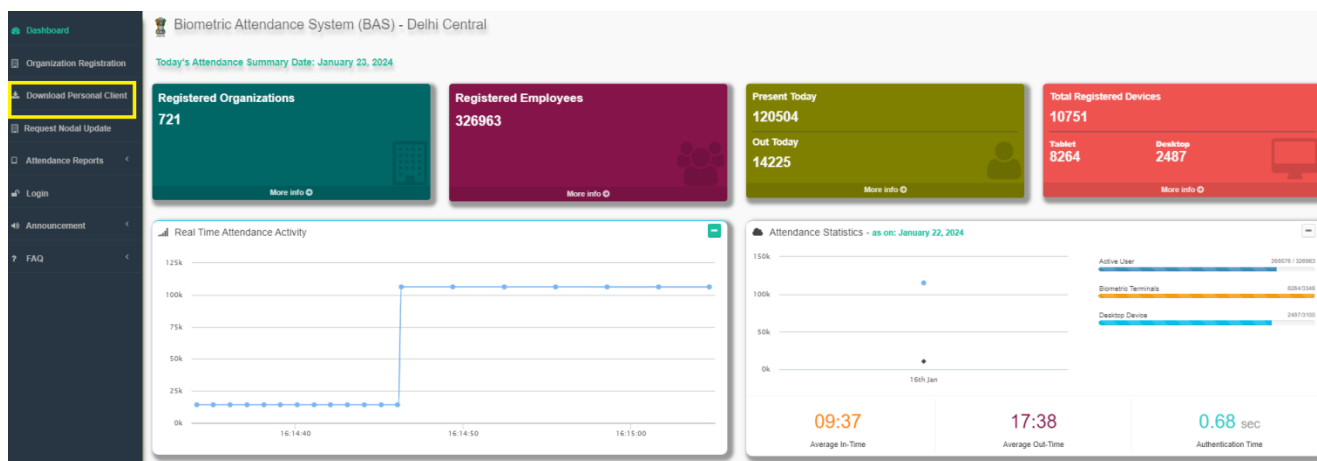 Dashboard
Organization Registration
Download Personal Client
Request Nodal Update
Attendance Reports
Login
Announcement
FAQ
Biometric Attendance System (BAS) - Delhi Central
Today's Attendance Summary Date: January 23, 2024
Registered Organizations
721
More info
Registered Employees
326963
More info
Present Today
120504
Out Today
14225
More info
Total Registered Devices
10751
Tablet Desktop
8264 2487
More info
Real Time Attendance Activity
125k
100k
75k
50k
25k
0k
16:14:40 16:14:50 16:15:00
Attendance Statistics - as on: January 22, 2024
150k
100k
50k
0k
16th Jan
Active User
Biometric Terminals 8264/3346
Desktop Device 2487/3100
09:37 17:38 0.68 sec
Average In-Time Average Out-Time Authentication Time